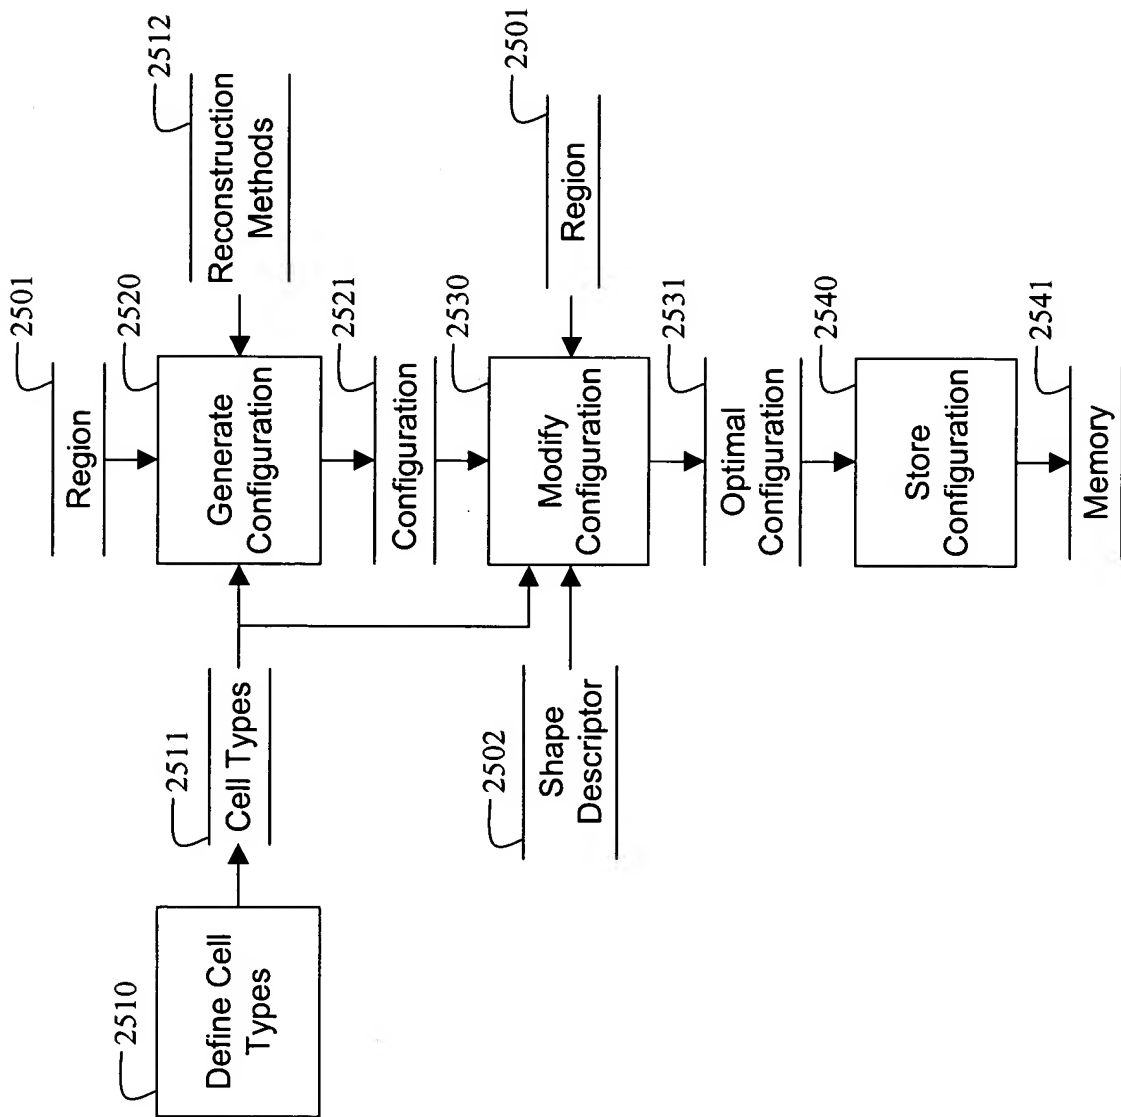 2510
Define Cell
Types
2511
Cell Types
2501
Region
2520
Generate
Configuration
2512
Reconstruction
Methods
2521
Configuration
2502
Shape
Descriptor
2530
Modify
Configuration
2501
Region
2531
Optimal
Configuration
2540
Store
Configuration
2541
Memory